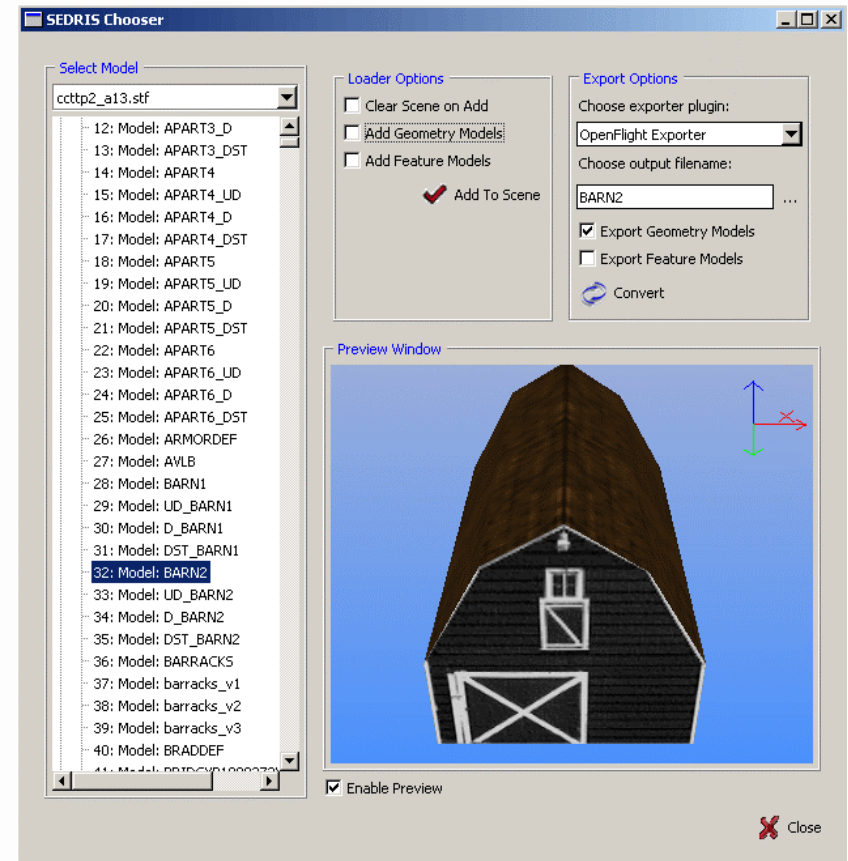 SEDRIS Chooser
Select Model
ccttp2_a13.stf
12: Model: APART3_D
13: Model: APART3_DST
14: Model: APART4
15: Model: APART4_UD
16: Model: APART4_D
17: Model: APART4_DST
18: Model: APART5
19: Model: APART5_UD
20: Model: APART5_D
21: Model: APART5_DST
22: Model: APART6
23: Model: APART6_UD
24: Model: APART6_D
25: Model: APART6_DST
26: Model: ARMORDEF
27: Model: AVLB
28: Model: BARN1
29: Model: UD_BARN1
30: Model: D_BARN1
31: Model: DST_BARN1
32: Model: BARN2
33: Model: UD_BARN2
34: Model: D_BARN2
35: Model: DST_BARN2
36: Model: BARRACKS
37: Model: barracks_v1
38: Model: barracks_v2
39: Model: barracks_v3
40: Model: BRADDEF
41: Model:
Loader Options
Clear Scene on Add
Add Geometry Models
Add Feature Models
Add To Scene
Export Options
Choose exporter plugin:
OpenFlight Exporter
Choose output filename:
BARN2 ...
Export Geometry Models
Export Feature Models
Convert
Preview Window
X
Enable Preview
Close